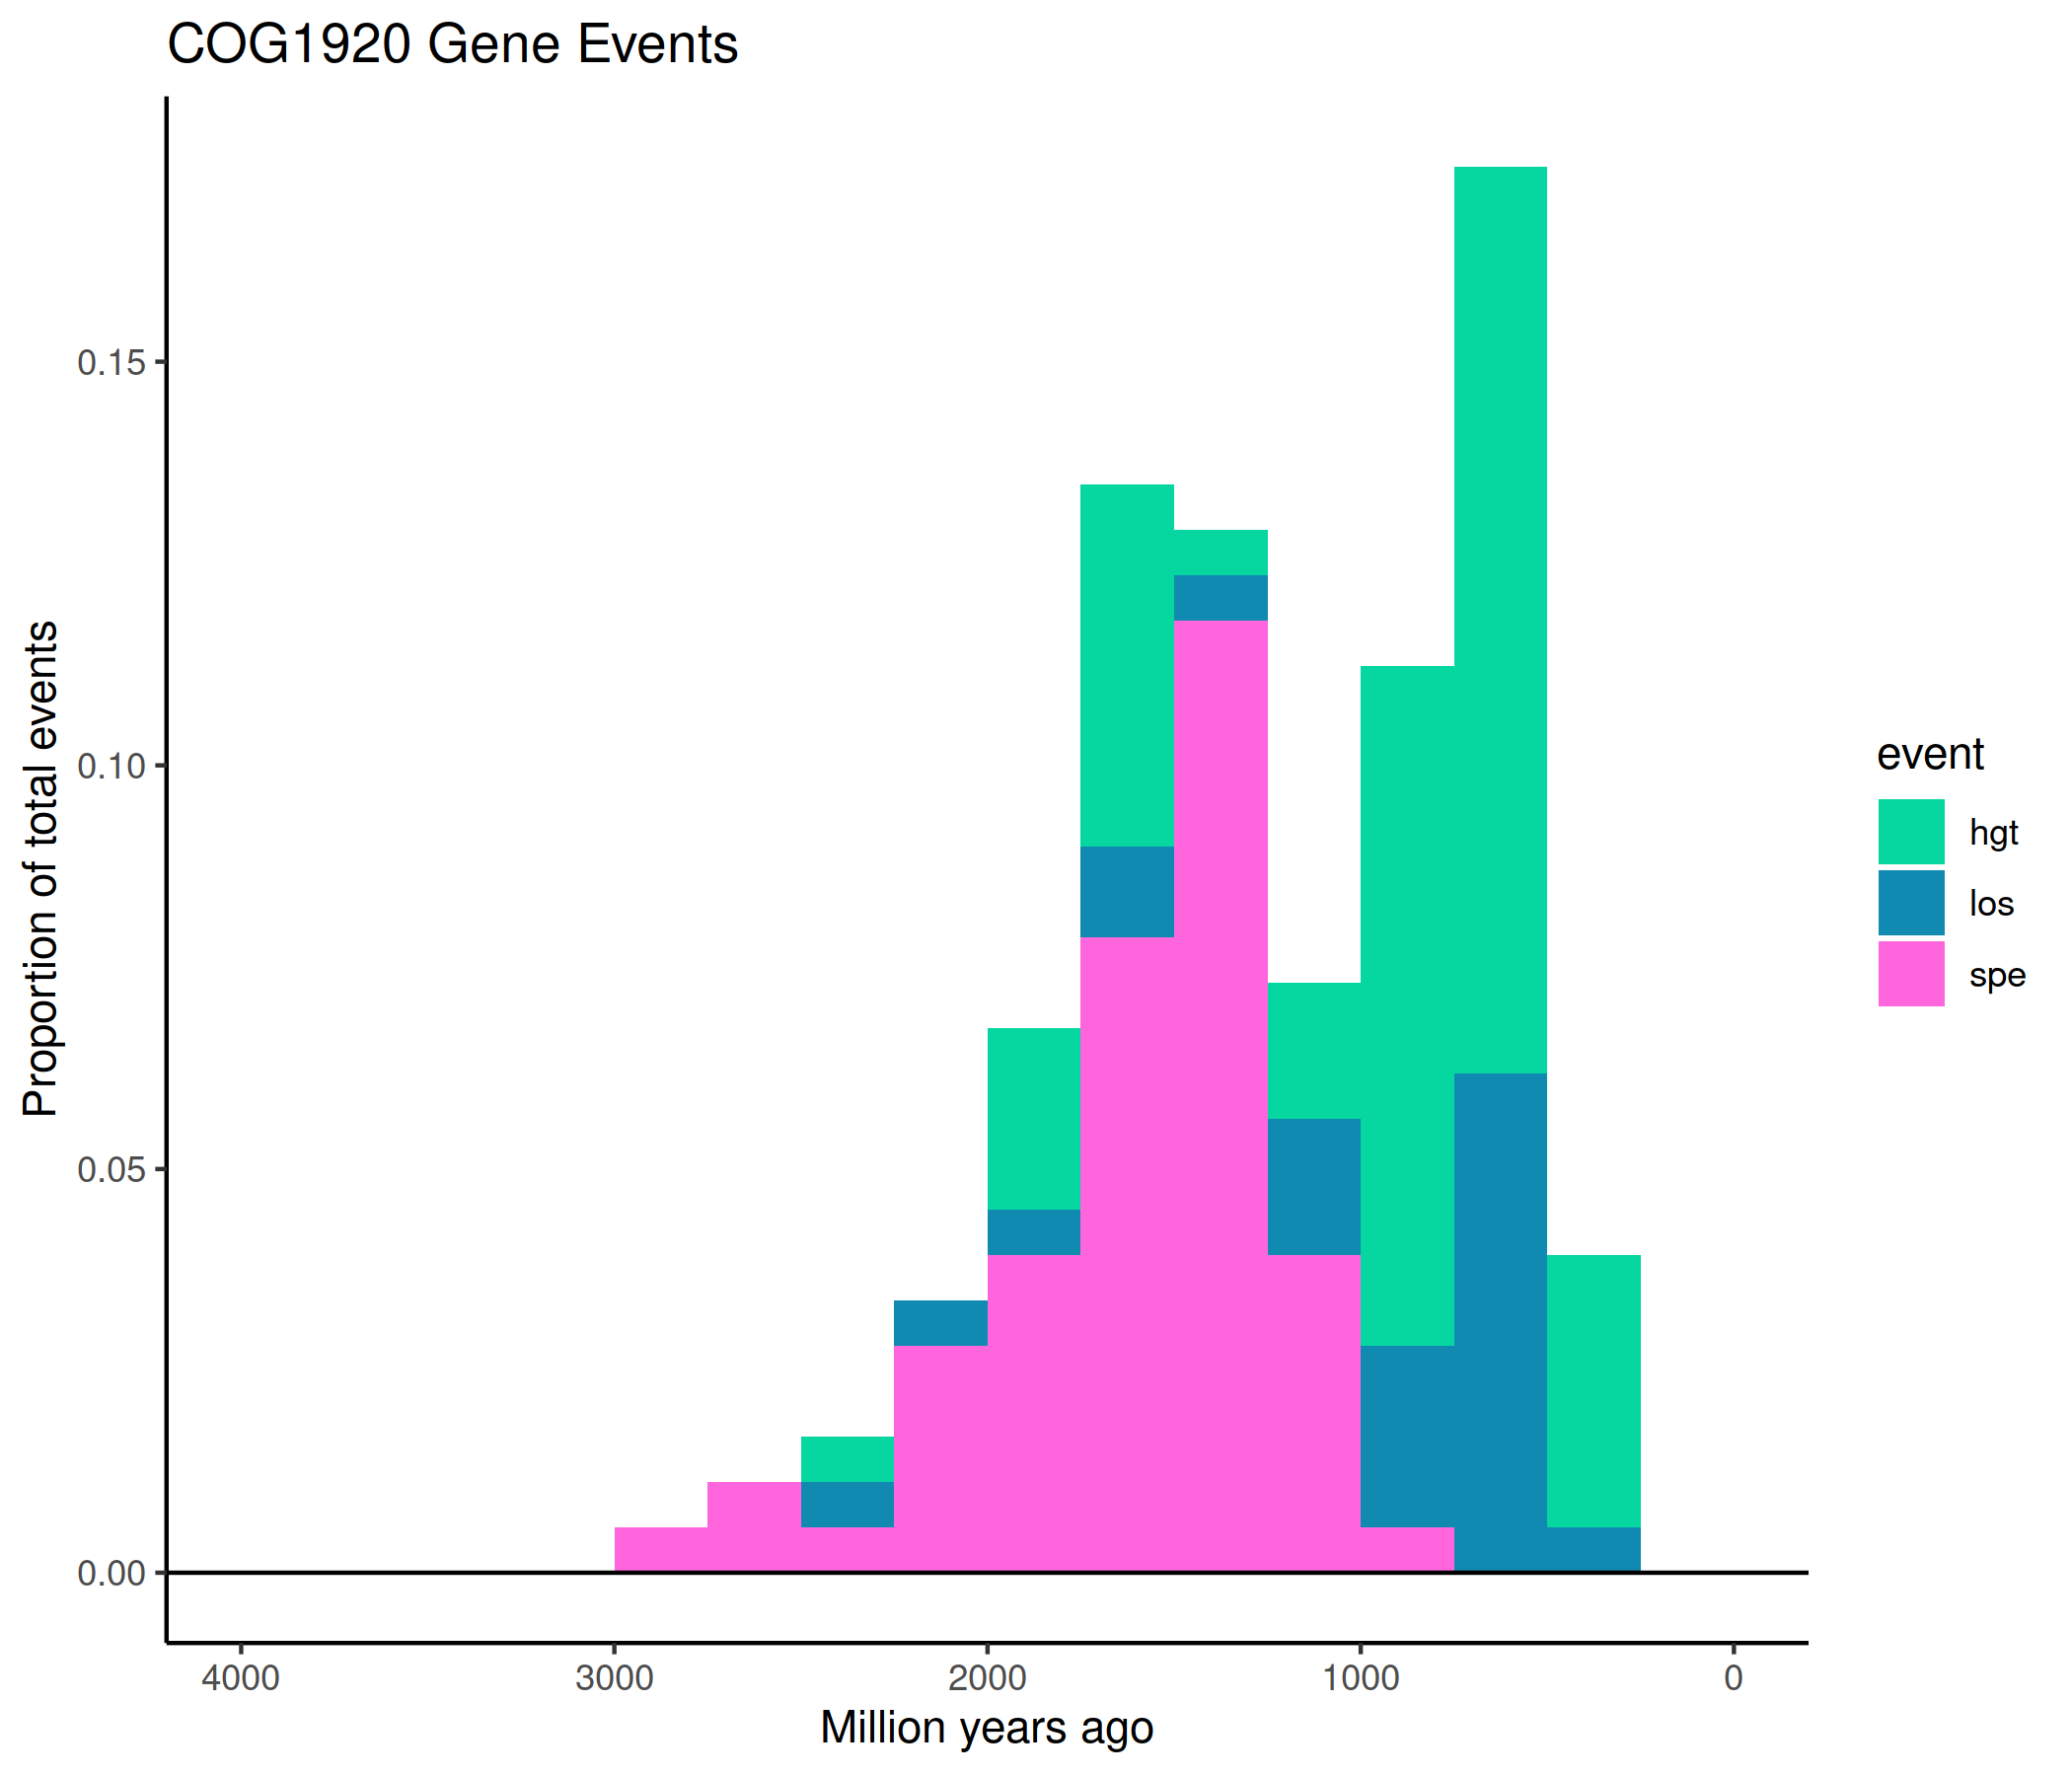 COG1920 Gene Events
Proportion of total events
0.15
0.10
0.05
0.00
4000 3000 2000 1000 0
Million years ago
event
hgt
los
spe